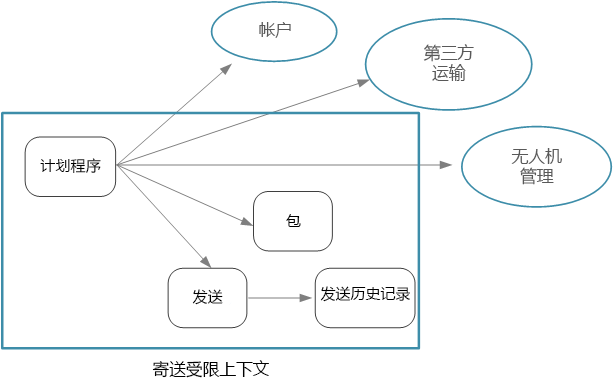 帐户
第三方
运输
无人机
管理
计划程序
包
发送
发送历史记录
寄送受限上下文